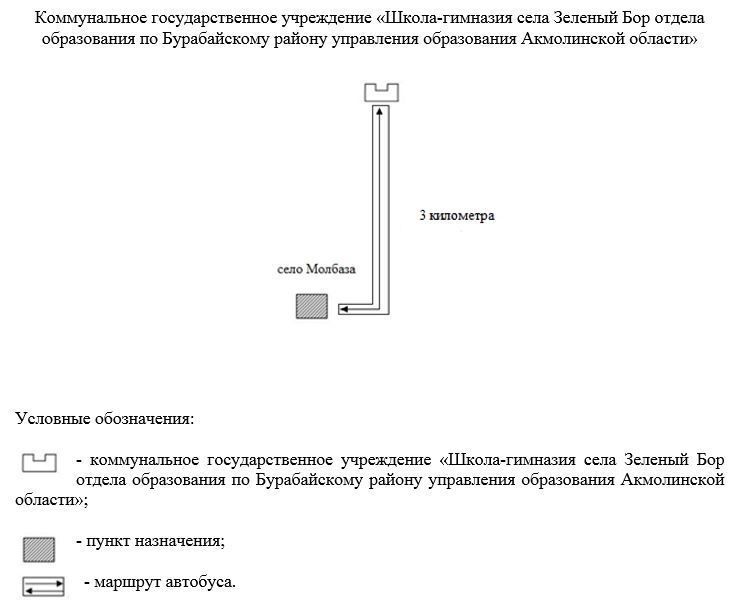 Коммунальное государственное учреждение «Школа-гимназия села Зеленый Бор отдела
образования по Бурабайскому району управления образования Акмолинской области»
3 километра
село Молбаза
Условные обозначения:
- коммунальное государственное учреждение «Школа-гимназия села Зеленый Бор
отдела образования по Бурабайскому району управления образования Акмолинской
области»;
- пункт назначения;
- маршрут автобуса.